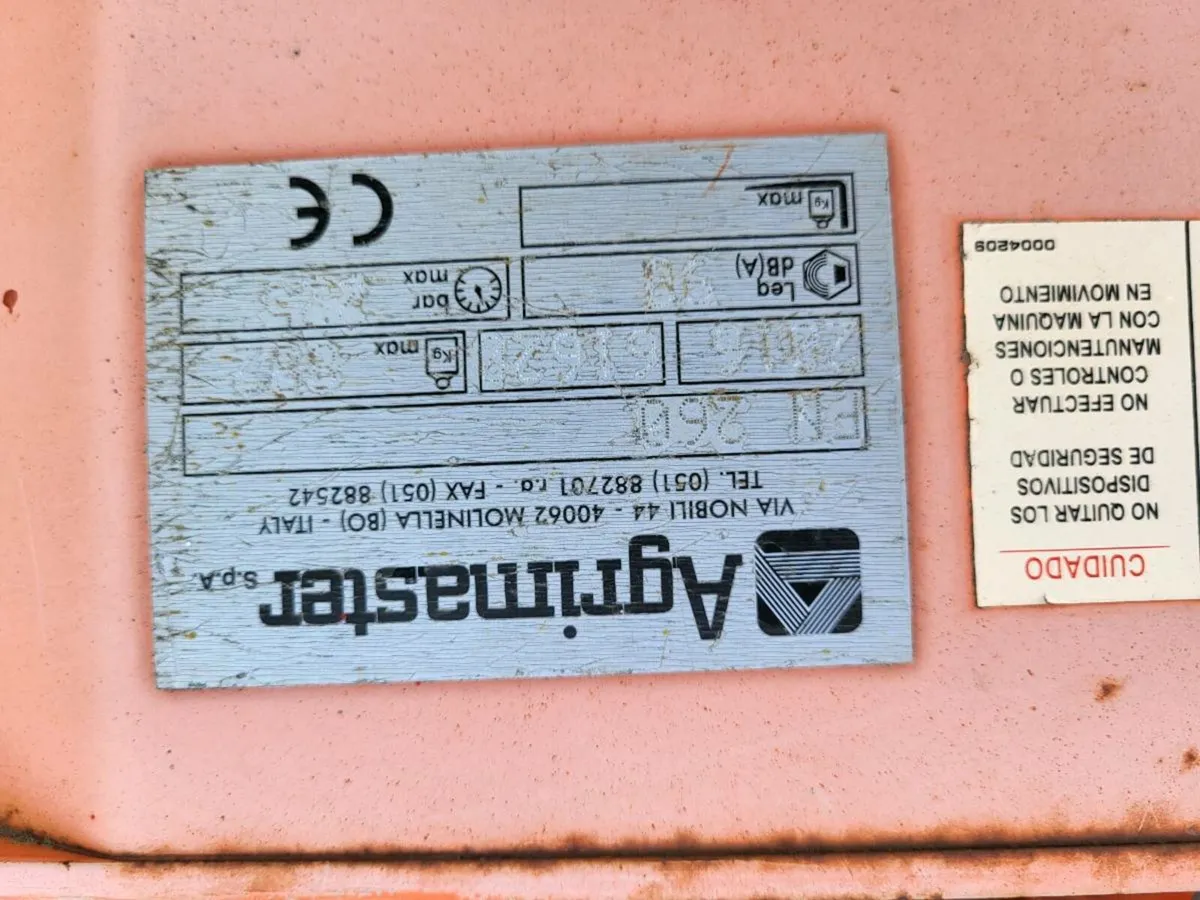 Agrimaster S.p.A.
VIA NOBILI 44 - 40062 MOLINELLA (BO) - ITALY
TEL. (051) 882701 r.a. - FAX (051) 882542
FN 260
Kg
max
Leq
dB(A)
bar
max
Kg
max
CE
CUIDADO
NO QUITAR LOS
DISPOSITIVOS
DE SEGURIDAD
NO EFECTUAR
CONTROLES O
MANUTENCIONES
CON LA MAQUINA
EN MOVIMIENTO
0004209